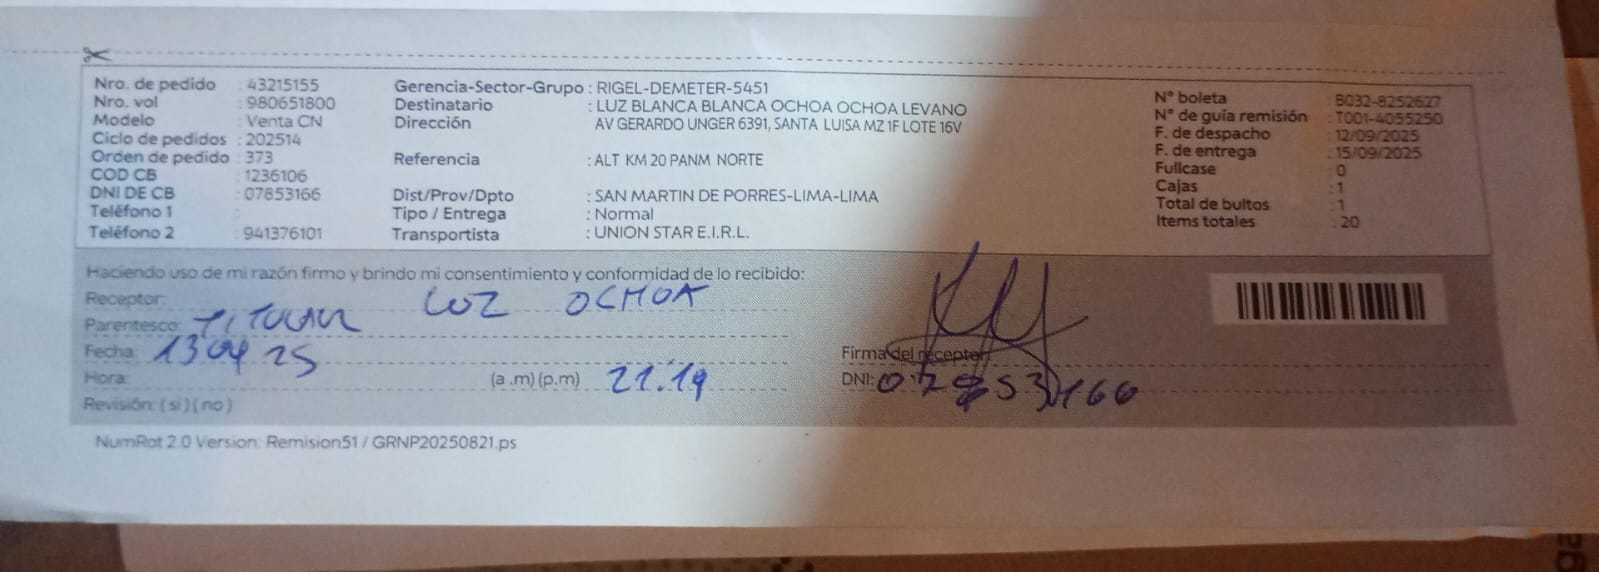 Nro. de pedido : 43215155
Nro. vol : 980651800
Modelo : Venta CN
Ciclo de pedidos : 202514
Orden de pedido : 373
COD CB : 1236106
DNI DE CB : 07853166
Teléfono 1 :
Teléfono 2 : 941376101
Gerencia-Sector-Grupo : RIGEL-DEMETER-5451
Destinatario : LUZ BLANCA BLANCA OCHOA OCHOA LEVANO
Dirección AV GERARDO UNGER 6391, SANTA LUISA MZ 1F LOTE 16V
Referencia : ALT KM 20 PANM NORTE
Dist/Prov/Dpto : SAN MARTIN DE PORRES-LIMA-LIMA
Tipo / Entrega : Normal
Transportista : UNION STAR E.I.R.L.
N° boleta : B032-8252627
N° de guía remisión : T001-4055250
F. de despacho : 12/09/2025
F. de entrega : 15/09/2025
Fullcase : 0
Cajas : 1
Total de bultos : 1
Items totales : 20
Haciendo uso de mi razón firmo y brindo mi consentimiento y conformidad de lo recibido:
Receptor: LUZ OCHOA
Parentesco: TITULAR
Fecha: 13 09 25
Hora: (a .m) (p.m) 21.19
Revisión: ( si ) ( no )
Firma del receptor:
DNI: 07853166
NumRot 2.0 Version: Remision51 / GRNP20250821.ps